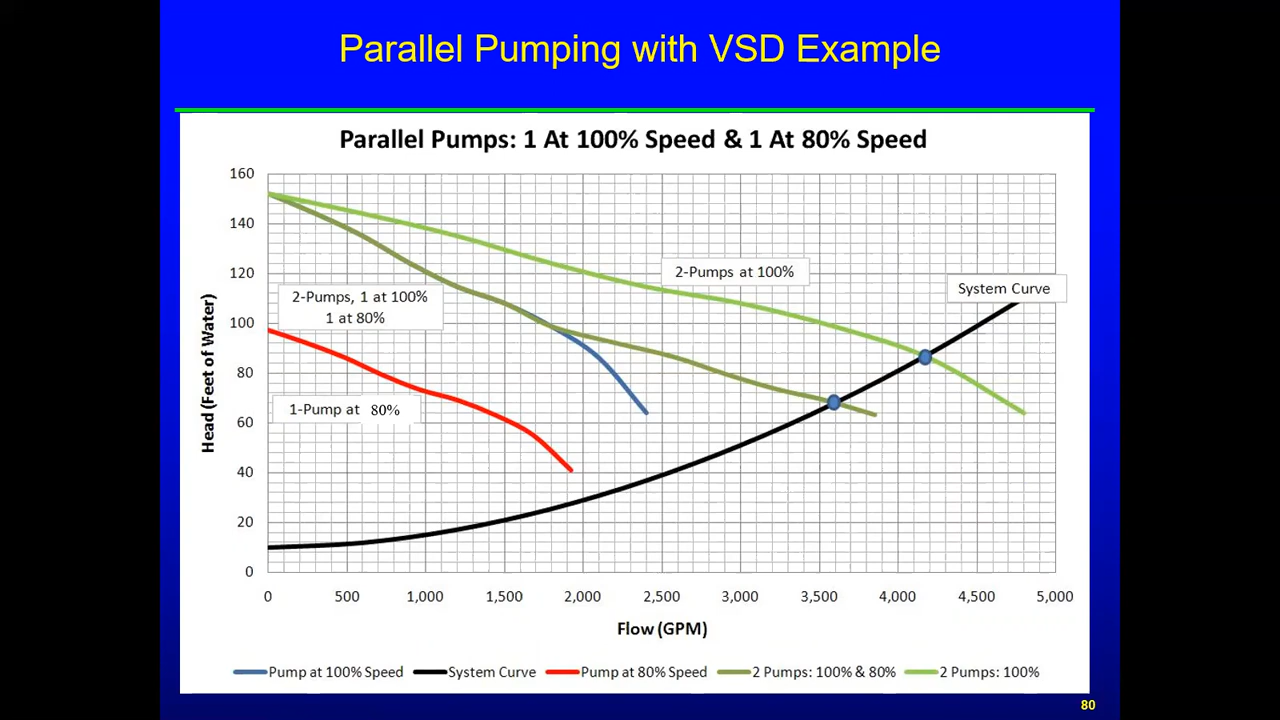 Parallel Pumping with VSD Example
Parallel Pumps: 1 At 100% Speed & 1 At 80% Speed
160
140
120
100
80
60
40
20
0
Head (Feet of Water)
2-Pumps at 100%
System Curve
2-Pumps, 1 at 100%
1 at 80%
1-Pump at 80%
0 500 1,000 1,500 2,000 2,500 3,000 3,500 4,000 4,500 5,000
Flow (GPM)
Pump at 100% Speed System Curve Pump at 80% Speed 2 Pumps: 100% & 80% 2 Pumps: 100%
80